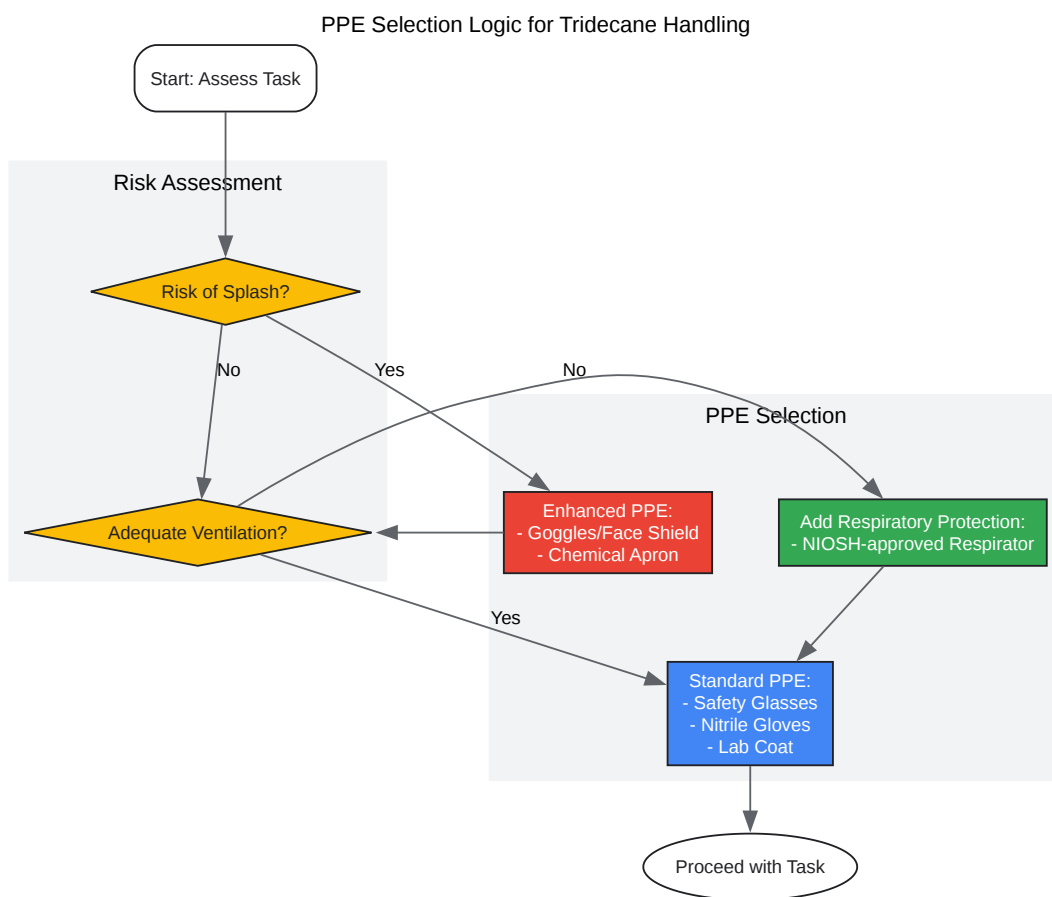 PPE Selection Logic for Tridecane Handling
Start: Assess Task
Risk Assessment
Risk of Splash?
No
Yes
No
PPE Selection
Adequate Ventilation?
Enhanced PPE:
- Goggles/Face Shield
- Chemical Apron
Add Respiratory Protection:
- NIOSH-approved Respirator
Yes
Standard PPE:
- Safety Glasses
- Nitrile Gloves
- Lab Coat
Proceed with Task